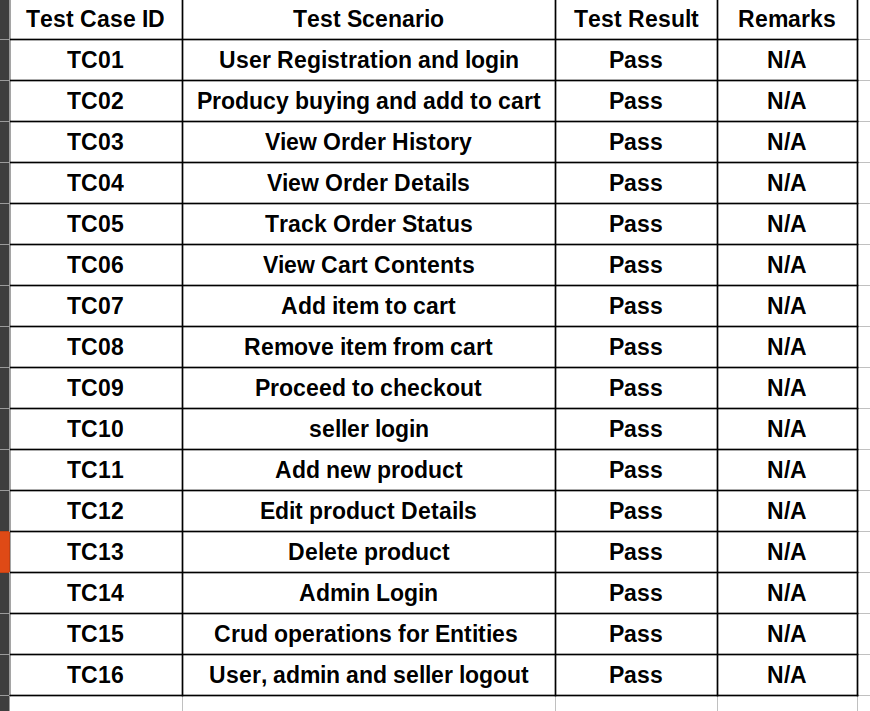 Test Case ID Test Scenario Test Result Remarks
TC01 User Registration and login Pass N/A
TC02 Producy buying and add to cart Pass N/A
TC03 View Order History Pass N/A
TC04 View Order Details Pass N/A
TC05 Track Order Status Pass N/A
TC06 View Cart Contents Pass N/A
TC07 Add item to cart Pass N/A
TC08 Remove item from cart Pass N/A
TC09 Proceed to checkout Pass N/A
TC10 seller login Pass N/A
TC11 Add new product Pass N/A
TC12 Edit product Details Pass N/A
TC13 Delete product Pass N/A
TC14 Admin Login Pass N/A
TC15 Crud operations for Entities Pass N/A
TC16 User, admin and seller logout Pass N/A